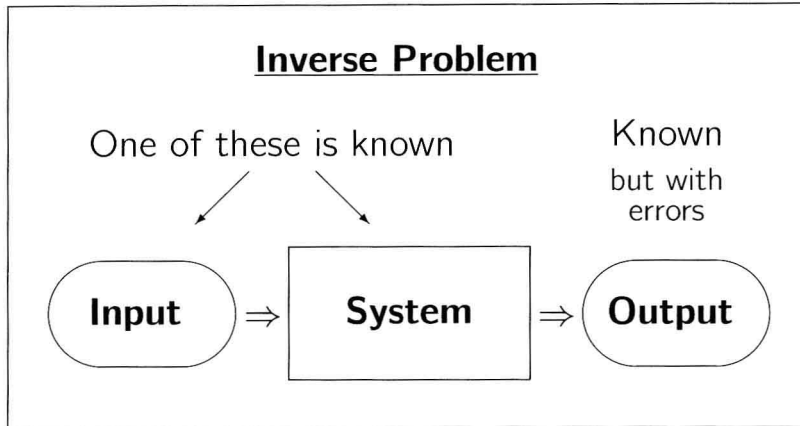 Inverse Problem
One of these is known
Known
but with
errors
Input ⇒ System ⇒ Output